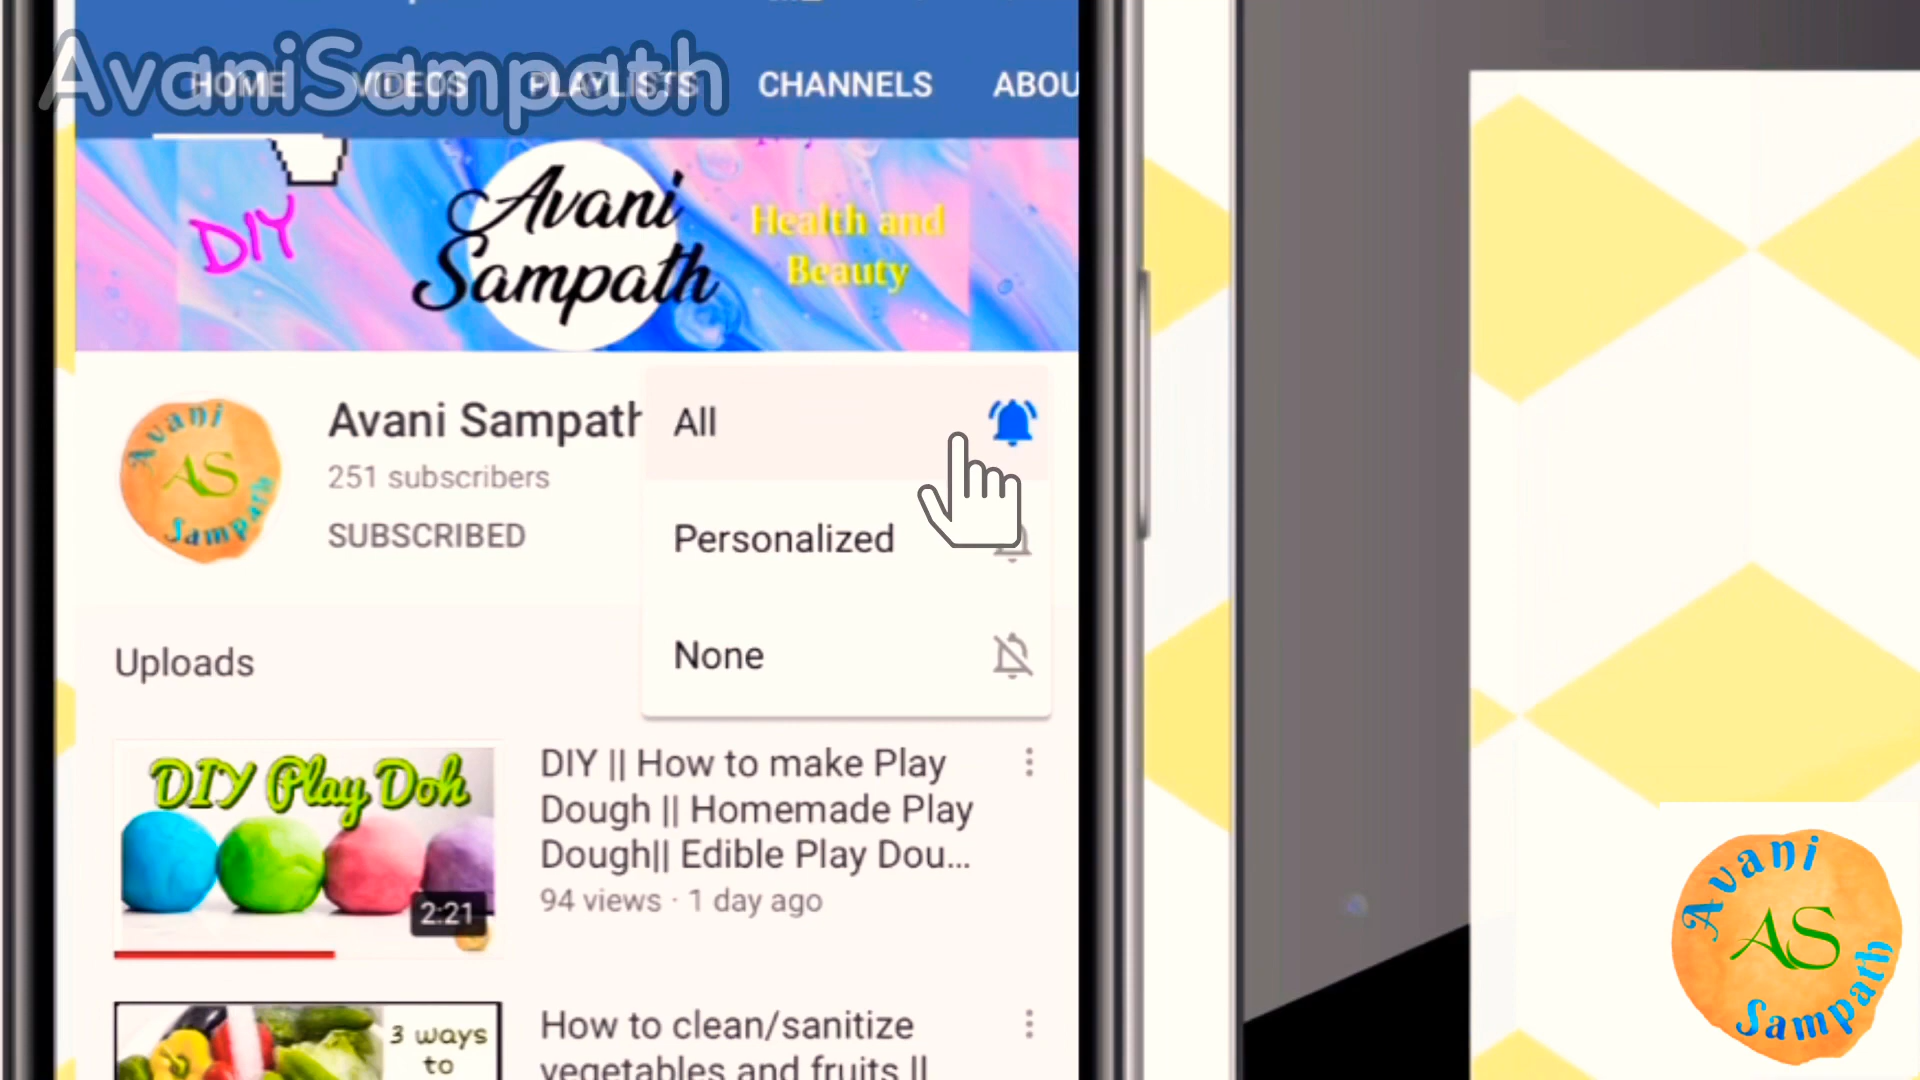 AvaniSampath
HOME VIDEOS PLAYLISTS CHANNELS ABOU
DIY
Avani
Sampath
Health and
Beauty
Avani
AS
Sampath
Avani Sampath
251 subscribers
SUBSCRIBED
All
Personalized
None
Uploads
DIY Play Doh
2:21
DIY || How to make Play
Dough || Homemade Play
Dough|| Edible Play Dou...
94 views · 1 day ago
3 ways
to
How to clean/sanitize
vegetables and fruits ||
Avani
AS
Sampath